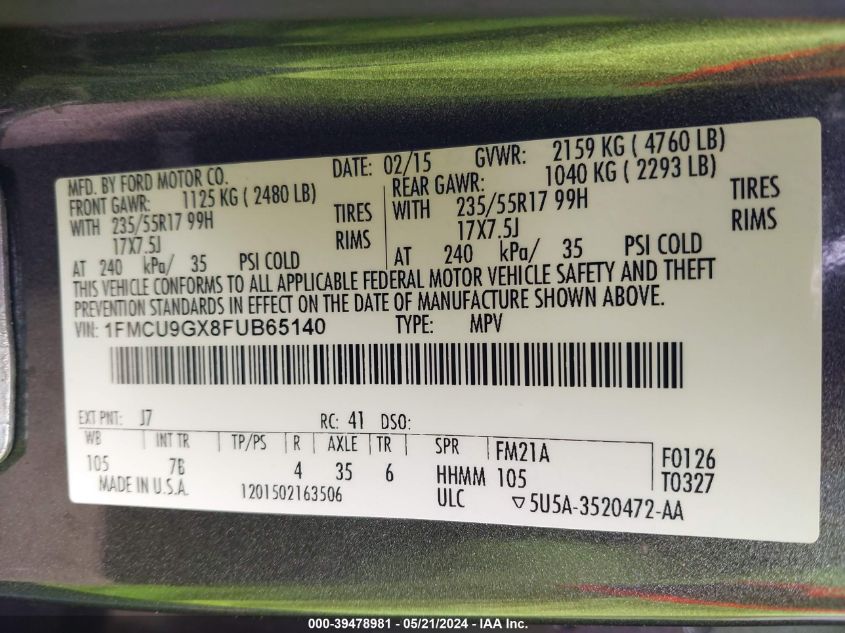 MFD. BY FORD MOTOR CO. DATE: 02/15 GVWR: 2159 KG ( 4760 LB)
FRONT GAWR: 1125 KG ( 2480 LB) REAR GAWR: 1040 KG ( 2293 LB)
WITH 235/55R17 99H TIRES WITH 235/55R17 99H TIRES
17X7.5J RIMS 17X7.5J RIMS
AT 240 kPa/ 35 PSI COLD AT 240 kPa/ 35 PSI COLD
THIS VEHICLE CONFORMS TO ALL APPLICABLE FEDERAL MOTOR VEHICLE SAFETY AND THEFT
PREVENTION STANDARDS IN EFFECT ON THE DATE OF MANUFACTURE SHOWN ABOVE.
VIN: 1FMCU9GX8FUB65140 TYPE: MPV
EXT PNT: J7 RC: 41 DSO:
WB INT TR TP/PS R AXLE TR SPR FM21A F0126
105 7B 4 35 6 HHMM 105 T0327
MADE IN U.S.A. 1201502163506 ULC ▽5U5A-3520472-AA
000-39478981 - 05/21/2024 - IAA Inc.